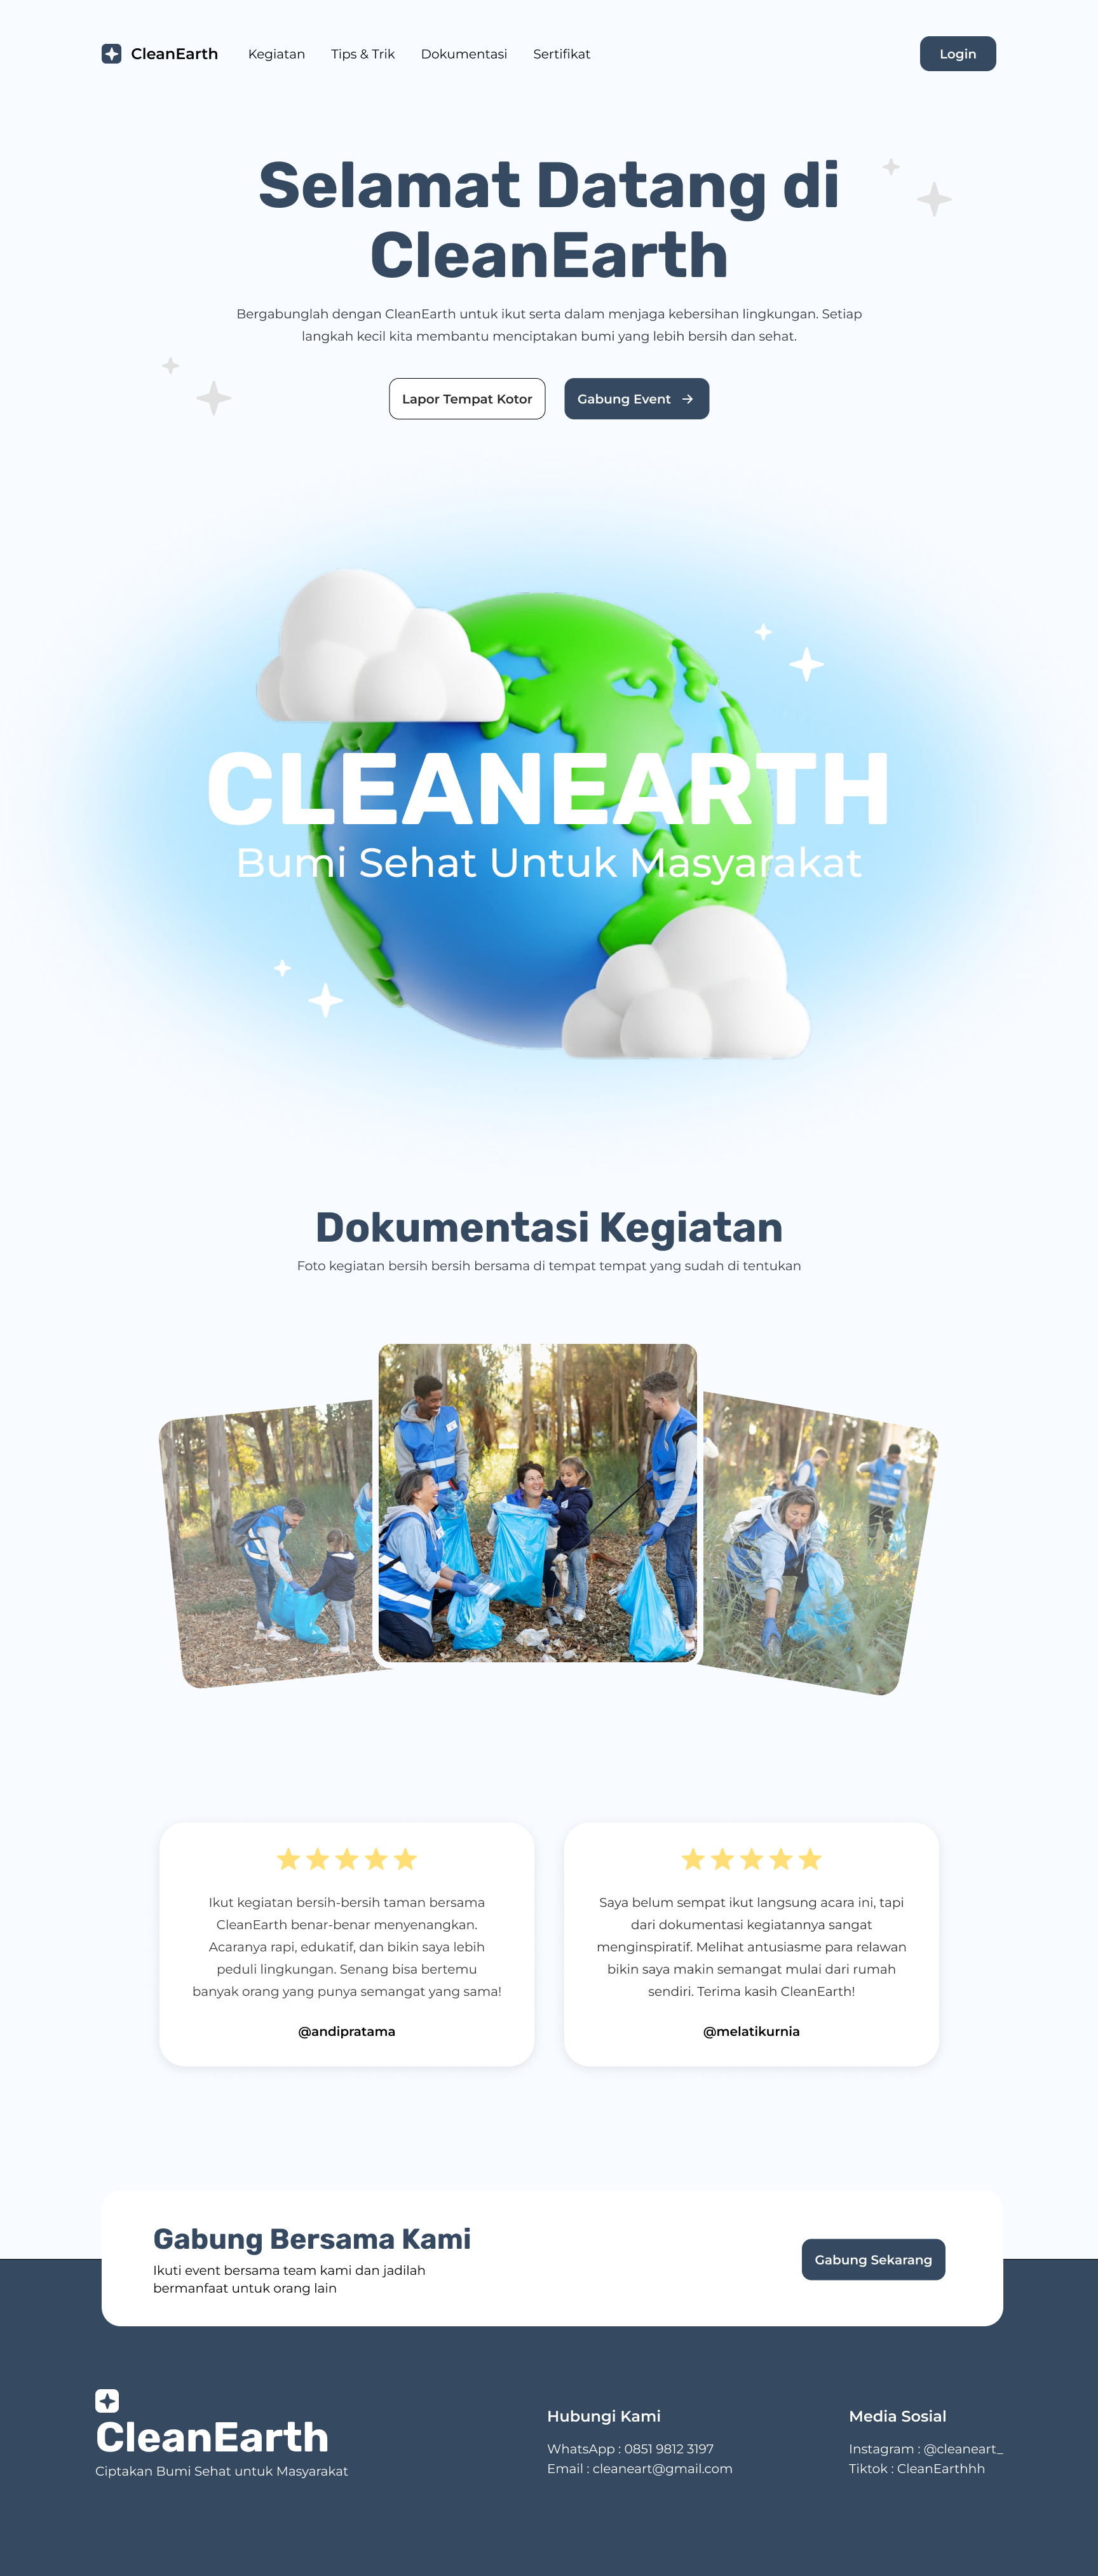 CleanEarth
Kegiatan
Tips & Trik
Dokumentasi
Sertifikat
Login
Selamat Datang di
CleanEarth
Bergabunglah dengan CleanEarth untuk ikut serta dalam menjaga kebersihan lingkungan. Setiap
langkah kecil kita membantu menciptakan bumi yang lebih bersih dan sehat.
Lapor Tempat Kotor
Gabung Event →
CLEANEARTH
Bumi Sehat Untuk Masyarakat
Dokumentasi Kegiatan
Foto kegiatan bersih bersih bersama di tempat tempat yang sudah di tentukan
Ikut kegiatan bersih-bersih taman bersama
CleanEarth benar-benar menyenangkan.
Acaranya rapi, edukatif, dan bikin saya lebih
peduli lingkungan. Senang bisa bertemu
banyak orang yang punya semangat yang sama!
@andipratama
Saya belum sempat ikut langsung acara ini, tapi
dari dokumentasi kegiatannya sangat
menginspiratif. Melihat antusiasme para relawan
bikin saya makin semangat mulai dari rumah
sendiri. Terima kasih CleanEarth!
@melatikurnia
Gabung Bersama Kami
Ikuti event bersama team kami dan jadilah
bermanfaat untuk orang lain
Gabung Sekarang
CleanEarth
Ciptakan Bumi Sehat untuk Masyarakat
Hubungi Kami
WhatsApp : 0851 9812 3197
Email : cleaneart@gmail.com
Media Sosial
Instagram : @cleaneart_
Tiktok : CleanEarthhh